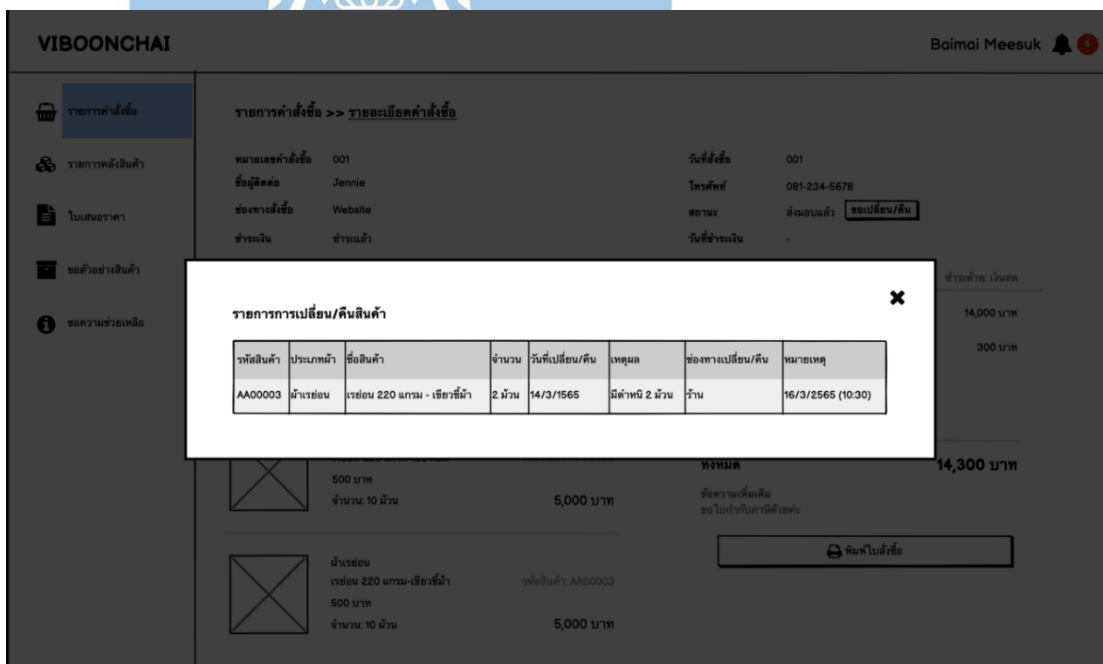 VIBOONCHAI
Baimai Meesuk 5
รายการคำสั่งซื้อ
รายการคลังสินค้า
ใบเสนอราคา
ขอตัวอย่างสินค้า
ขอความช่วยเหลือ
รายการคำสั่งซื้อ >> รายละเอียดคำสั่งซื้อ
หมายเลขคำสั่งซื้อ 001 วันที่สั่งซื้อ 001
ชื่อผู้ติดต่อ Jennie โทรศัพท์ 081-234-5678
ช่องทางสั่งซื้อ Website สถานะ ส่งมอบแล้ว ขอเปลี่ยน/คืน
ชำระเงิน ชำระแล้ว วันที่ชำระเงิน -
ชำระด้วย: เงินสด
14,000 บาท
300 บาท
รายการการเปลี่ยน/คืนสินค้า
รหัสสินค้า ประเภทผ้า ชื่อสินค้า จำนวน วันที่เปลี่ยน/คืน เหตุผล ช่องทางเปลี่ยน/คืน หมายเหตุ
AA00003 ผ้าเรย่อน เรย่อน 220 แกรม - เขียวขี้ม้า 2 ม้วน 14/3/1565 มีตำหนิ 2 ม้วน ร้าน 16/3/2565 (10:30)
500 บาท
จำนวน: 10 ม้วน 5,000 บาท
ทั้งหมด 14,300 บาท
ข้อความเพิ่มเติม
ขอใบกำกับภาษีด้วยค่ะ
พิมพ์ใบสั่งซื้อ
ผ้าเรย่อน
เรย่อน 220 แกรม-เขียวขี้ม้า รหัสสินค้า: AA00003
500 บาท
จำนวน: 10 ม้วน 5,000 บาท